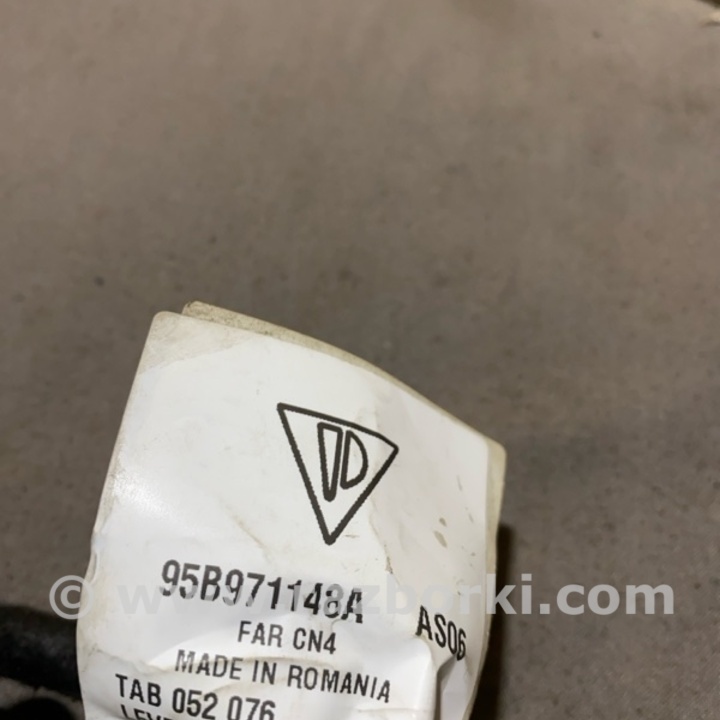 95B971148A
AS06
FAR CN4
MADE IN ROMANIA
TAB 052 076